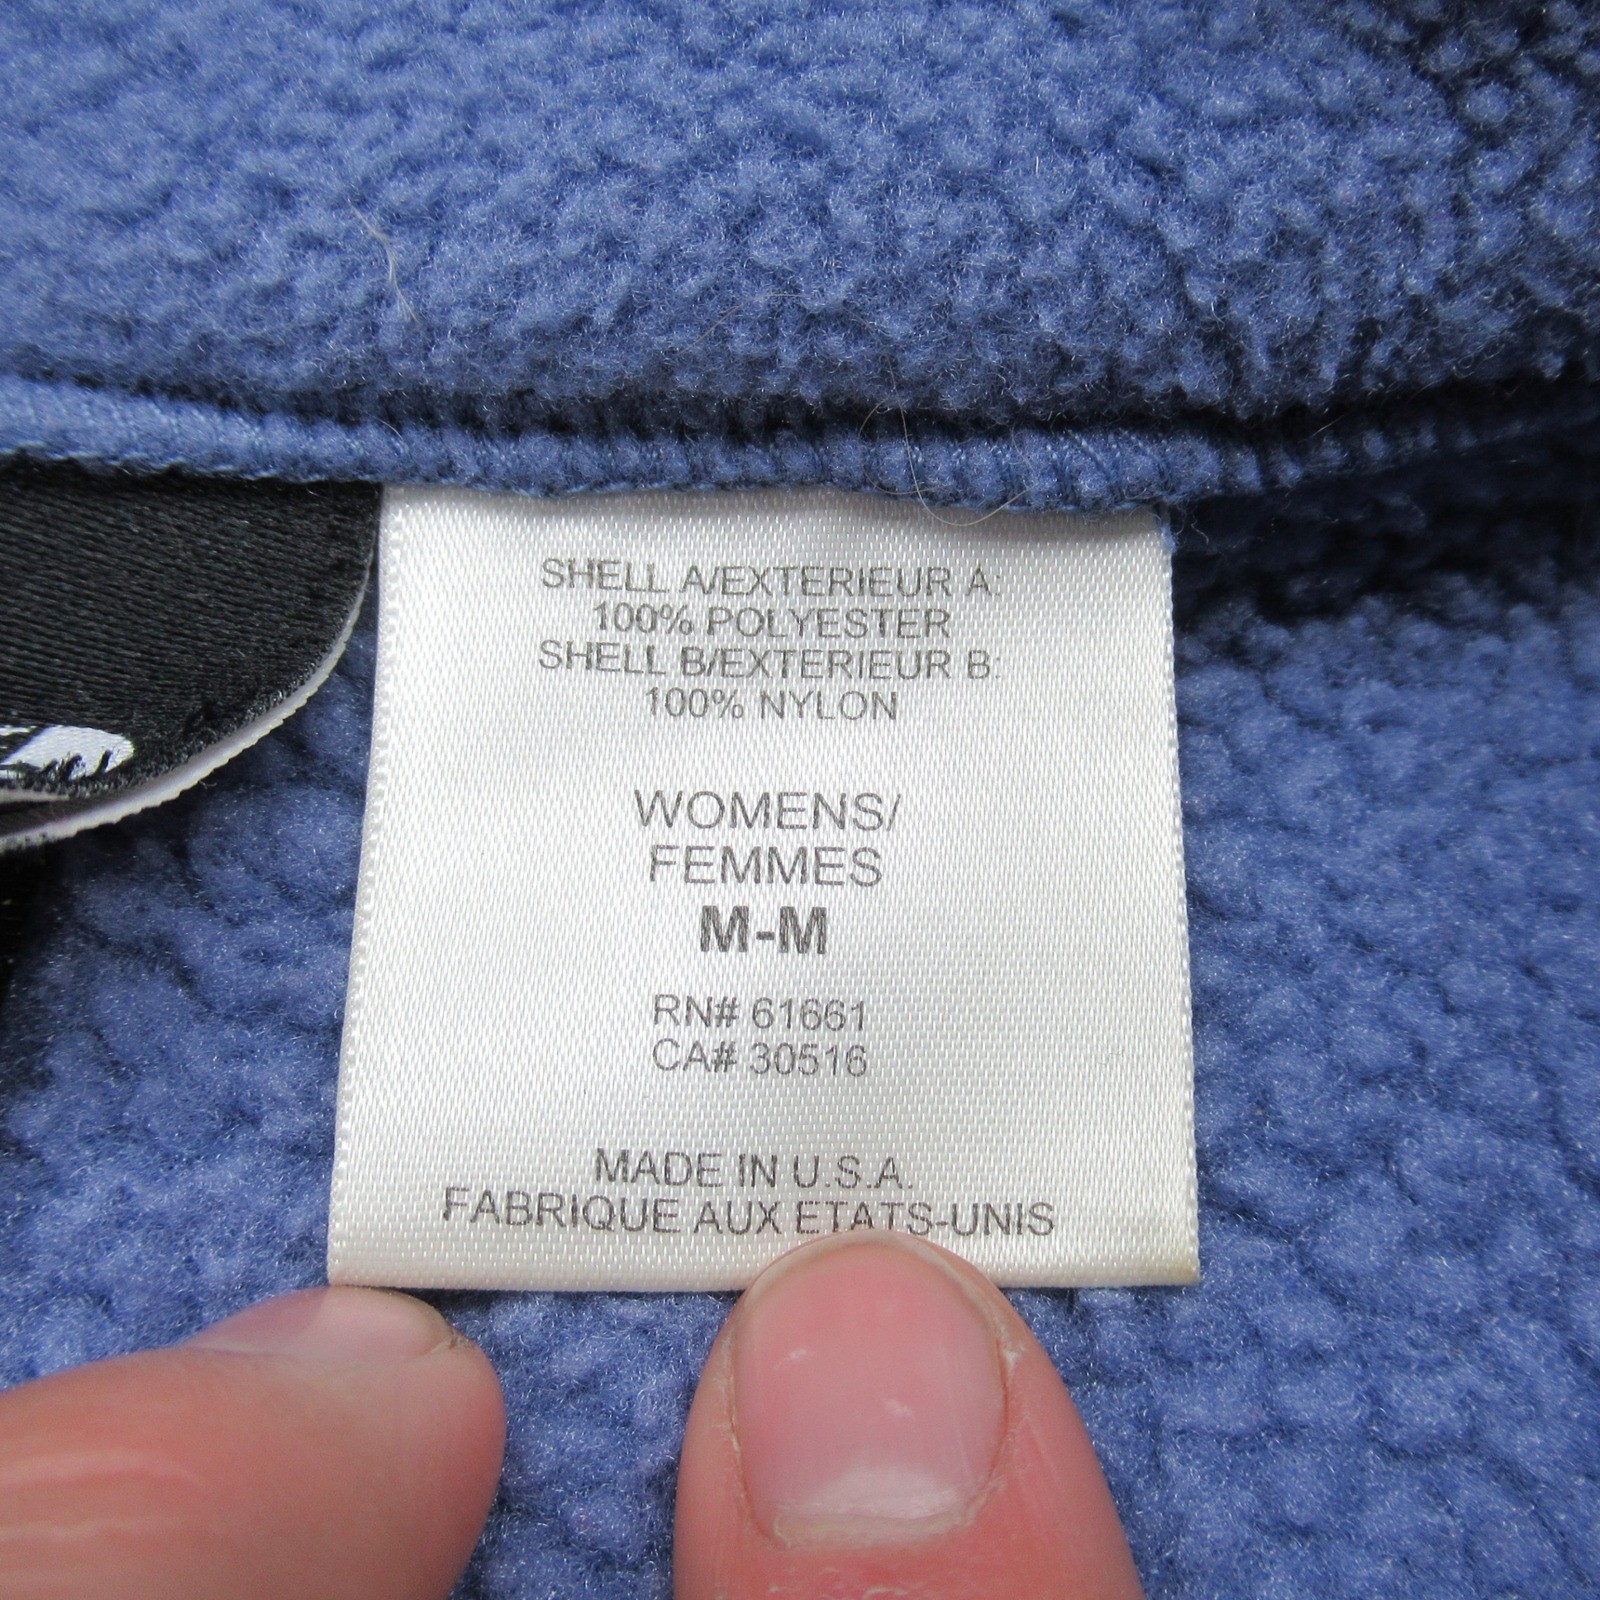 SHELL A/EXTERIEUR A:
100% POLYESTER
SHELL B/EXTERIEUR B:
100% NYLON
WOMENS/
FEMMES
M-M
RN# 61661
CA# 30516
MADE IN U.S.A.
FABRIQUE AUX ETATS-UNIS